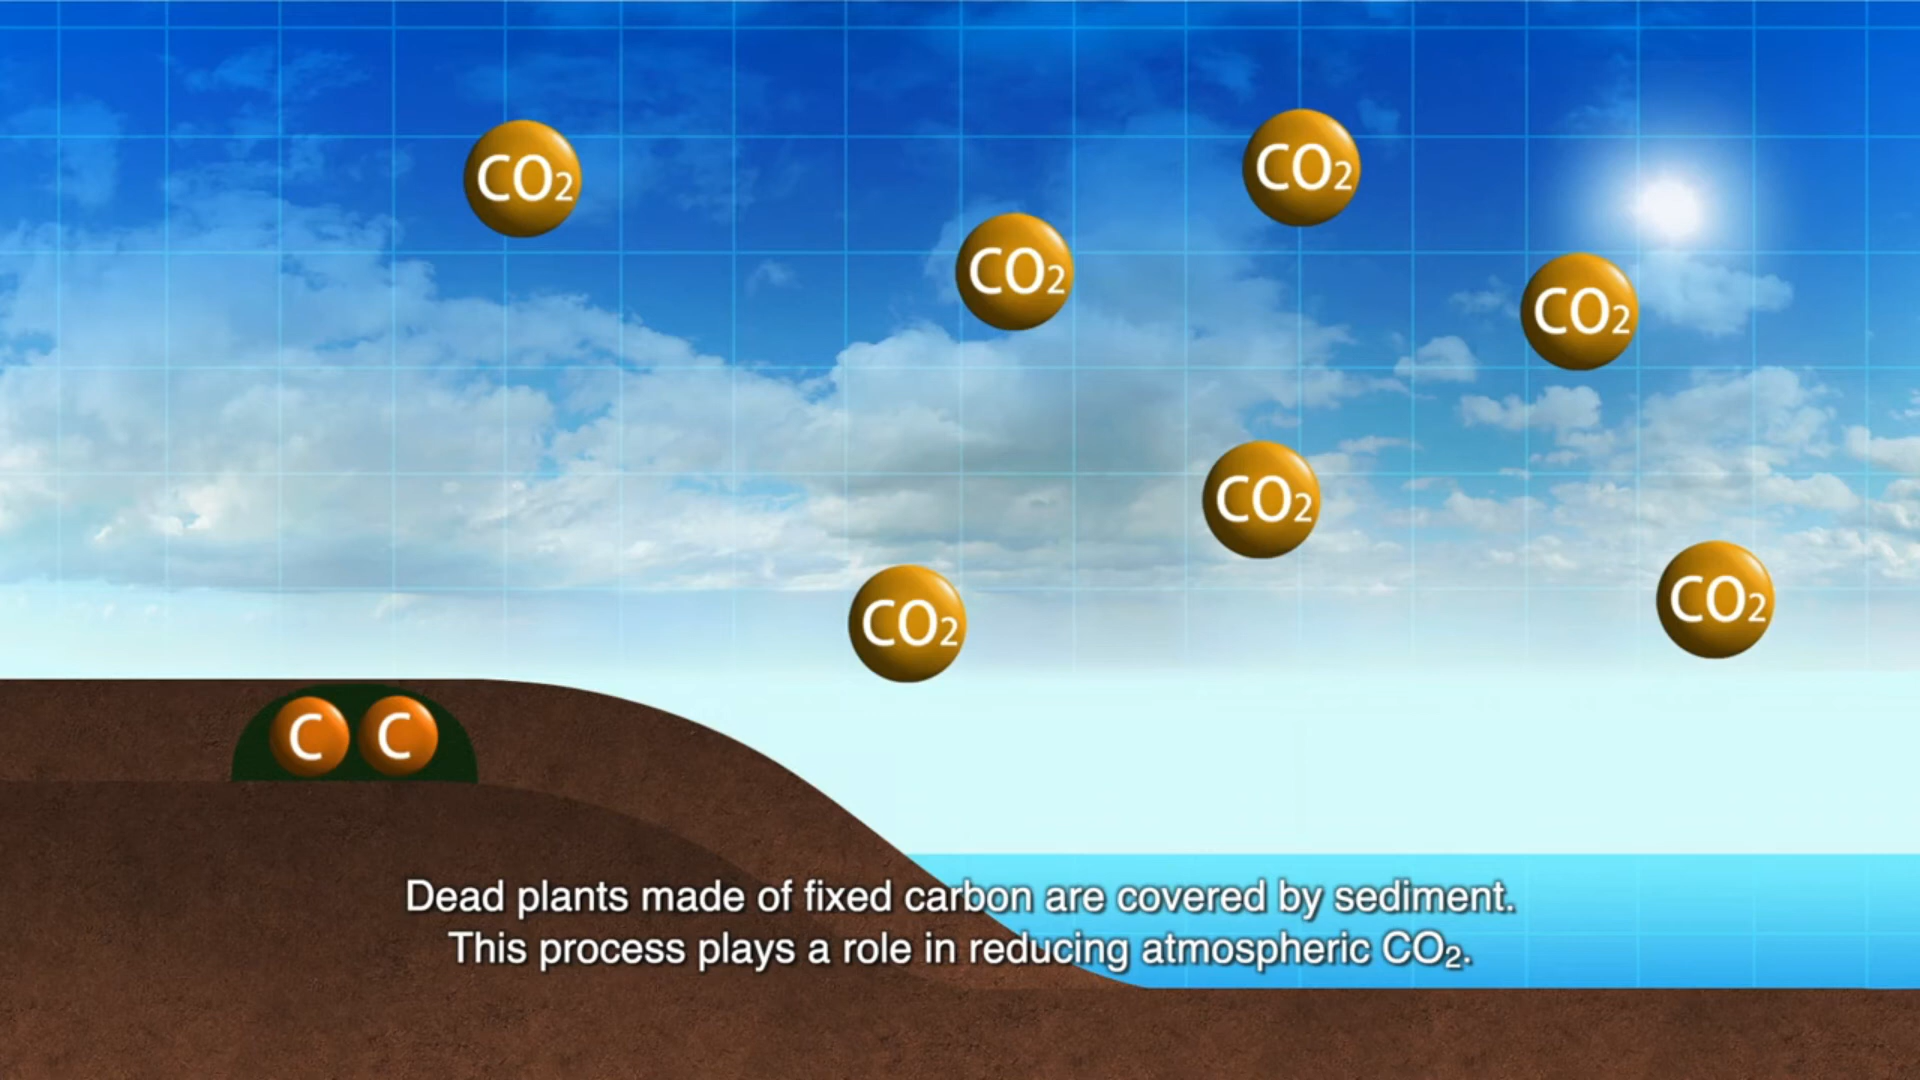 CO₂
CO₂
CO₂
CO₂
CO₂
CO₂
CO₂
C C
Dead plants made of fixed carbon are covered by sediment.
This process plays a role in reducing atmospheric CO₂.